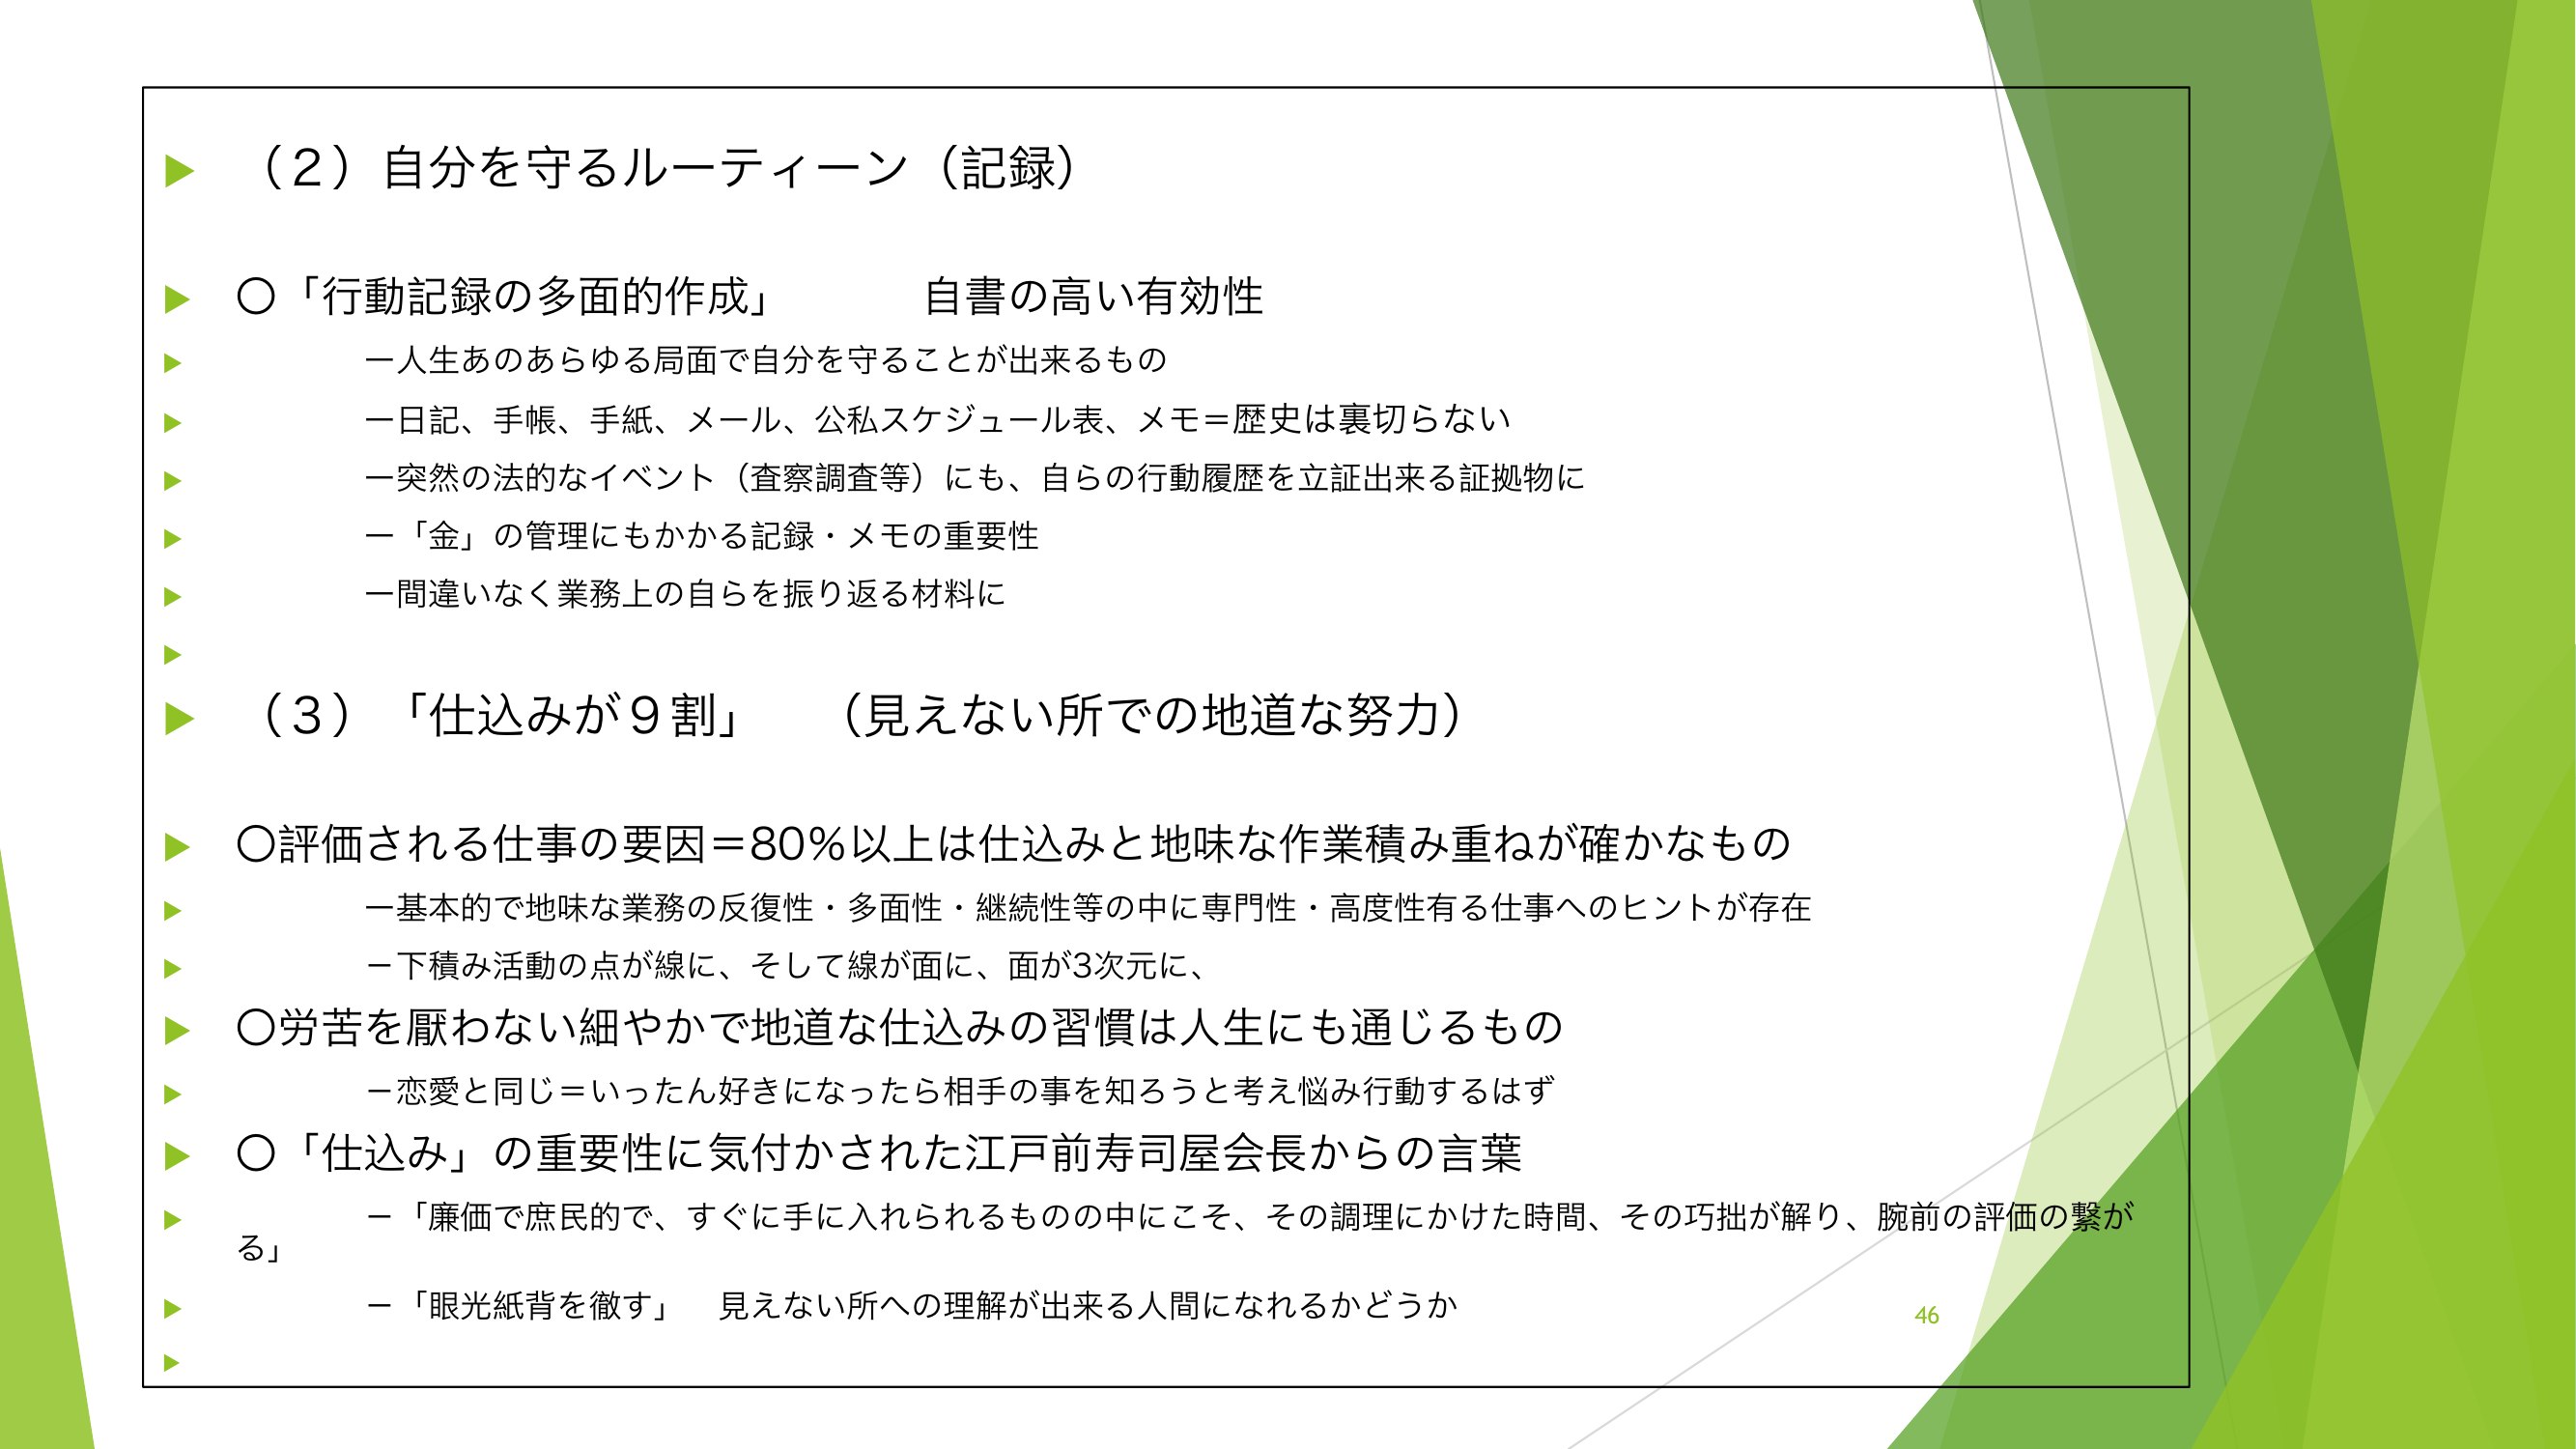 （２）自分を守るルーティーン（記録）
〇「行動記録の多面的作成」　　　自書の高い有効性
ー人生あのあらゆる局面で自分を守ることが出来るもの
ー日記、手帳、手紙、メール、公私スケジュール表、メモ＝歴史は裏切らない
ー突然の法的なイベント（査察調査等）にも、自らの行動履歴を立証出来る証拠物に
ー「金」の管理にもかかる記録・メモの重要性
ー間違いなく業務上の自らを振り返る材料に
（３）「仕込みが９割」　（見えない所での地道な努力）
〇評価される仕事の要因＝80％以上は仕込みと地味な作業積み重ねが確かなもの
ー基本的で地味な業務の反復性・多面性・継続性等の中に専門性・高度性有る仕事へのヒントが存在
－下積み活動の点が線に、そして線が面に、面が3次元に、
〇労苦を厭わない細やかで地道な仕込みの習慣は人生にも通じるもの
－恋愛と同じ＝いったん好きになったら相手の事を知ろうと考え悩み行動するはず
〇「仕込み」の重要性に気付かされた江戸前寿司屋会長からの言葉
－「廉価で庶民的で、すぐに手に入れられるものの中にこそ、その調理にかけた時間、その巧拙が解り、腕前の評価の繋が
る」
－「眼光紙背を徹す」　見えない所への理解が出来る人間になれるかどうか
46